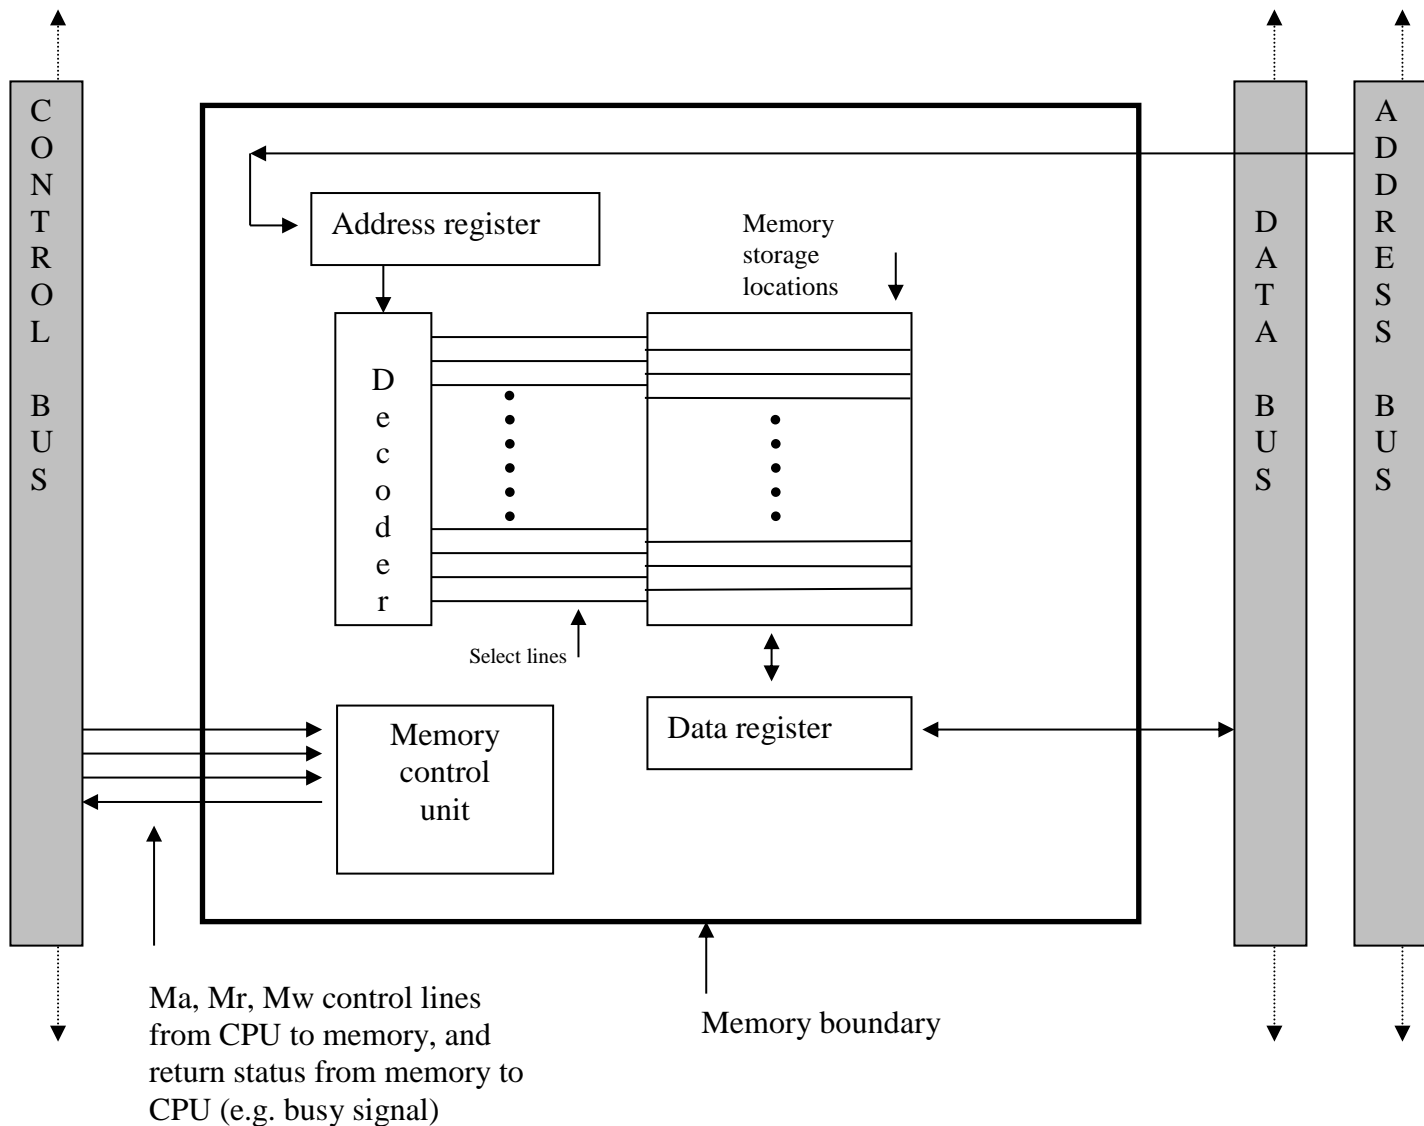 CONTROL BUS
ADDRESS BUS
DATA BUS
Address register
Memory
storage
locations
Decoder
Select lines
Memory
control
unit
Data register
Ma, Mr, Mw control lines
from CPU to memory, and
return status from memory to
CPU (e.g. busy signal)
Memory boundary